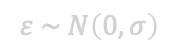 ε ~ N(0, σ)